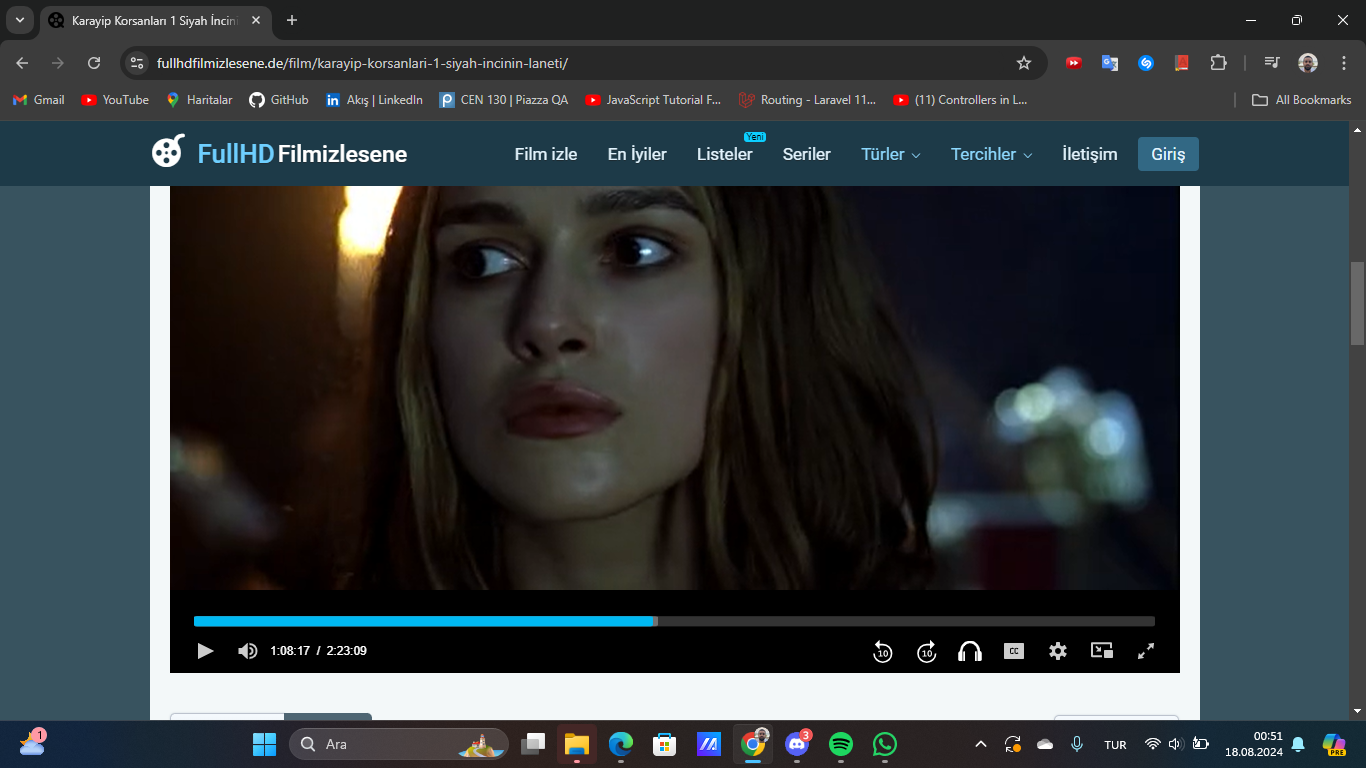 Karayip Korsanları 1 Siyah İncini
fullhdfilmizlesene.de/film/karayip-korsanlari-1-siyah-incinin-laneti/
Gmail YouTube Haritalar GitHub Akış | LinkedIn CEN 130 | Piazza QA JavaScript Tutorial F... Routing - Laravel 11... (11) Controllers in L... All Bookmarks
Yeni
FullHDFilmizlesene Film izle En İyiler Listeler Seriler Türler Tercihler İletişim Giriş
1:08:17 / 2:23:09 10 10 CC
1 Ara 3 TUR 00:51 PRE
18.08.2024